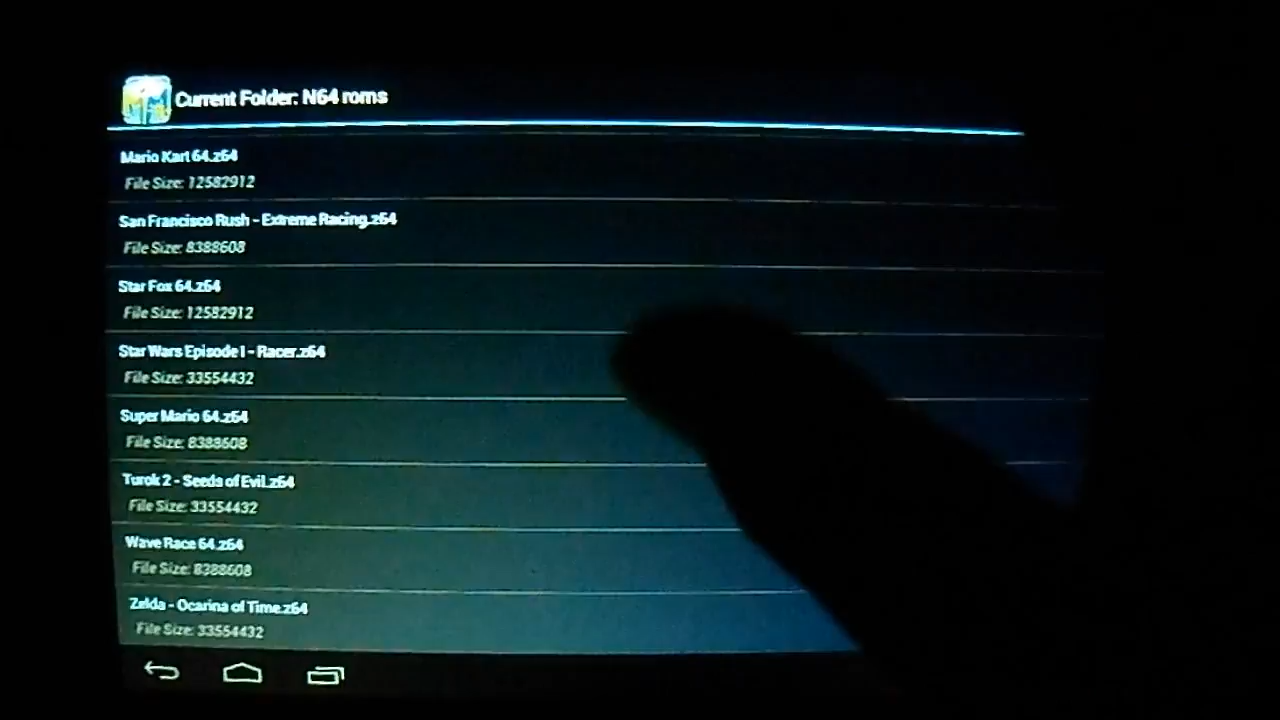 Current Folder: N64 roms
Mario Kart 64.z64
File Size: 12582912
San Francisco Rush - Extreme Racing.z64
File Size: 8388608
Star Fox 64.z64
File Size: 12582912
Star Wars Episode I - Racer.z64
File Size: 33554432
Super Mario 64.z64
File Size: 8388608
Turok 2 - Seeds of Evil.z64
File Size: 33554432
Wave Race 64.z64
File Size: 8388608
Zelda - Ocarina of Time.z64
File Size: 33554432